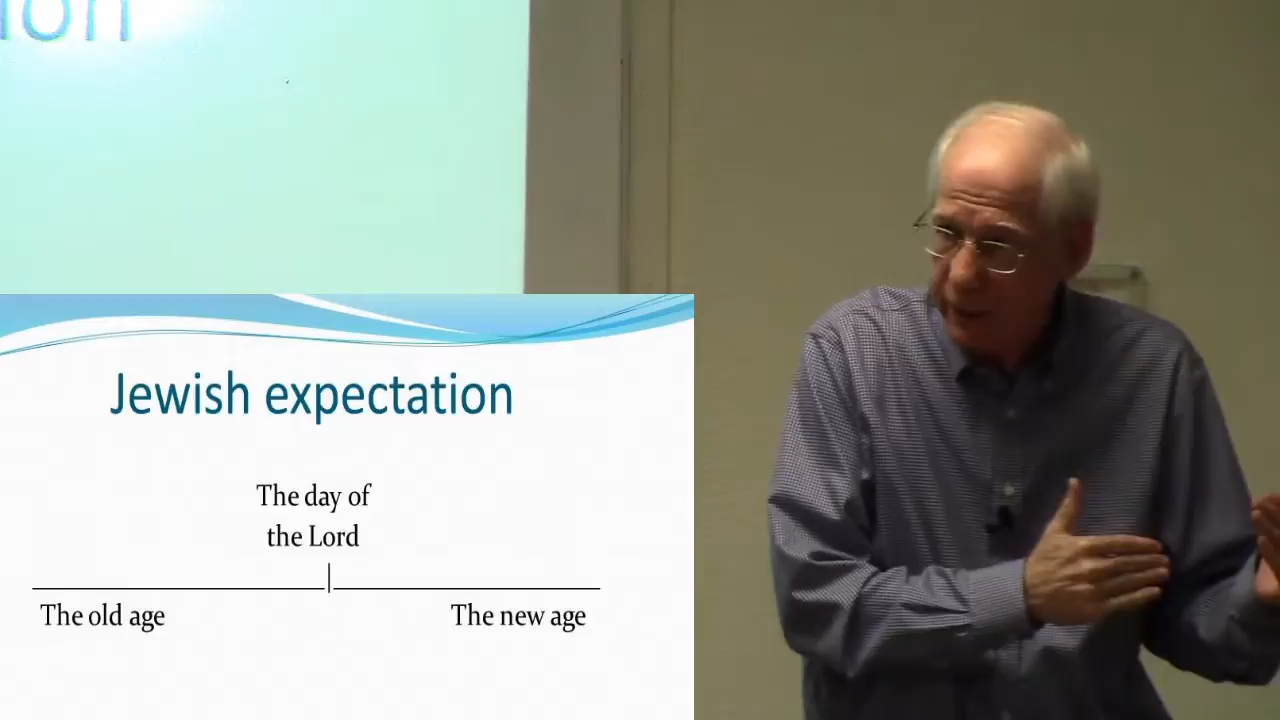 Jewish expectation
The day of
the Lord
The old age
The new age